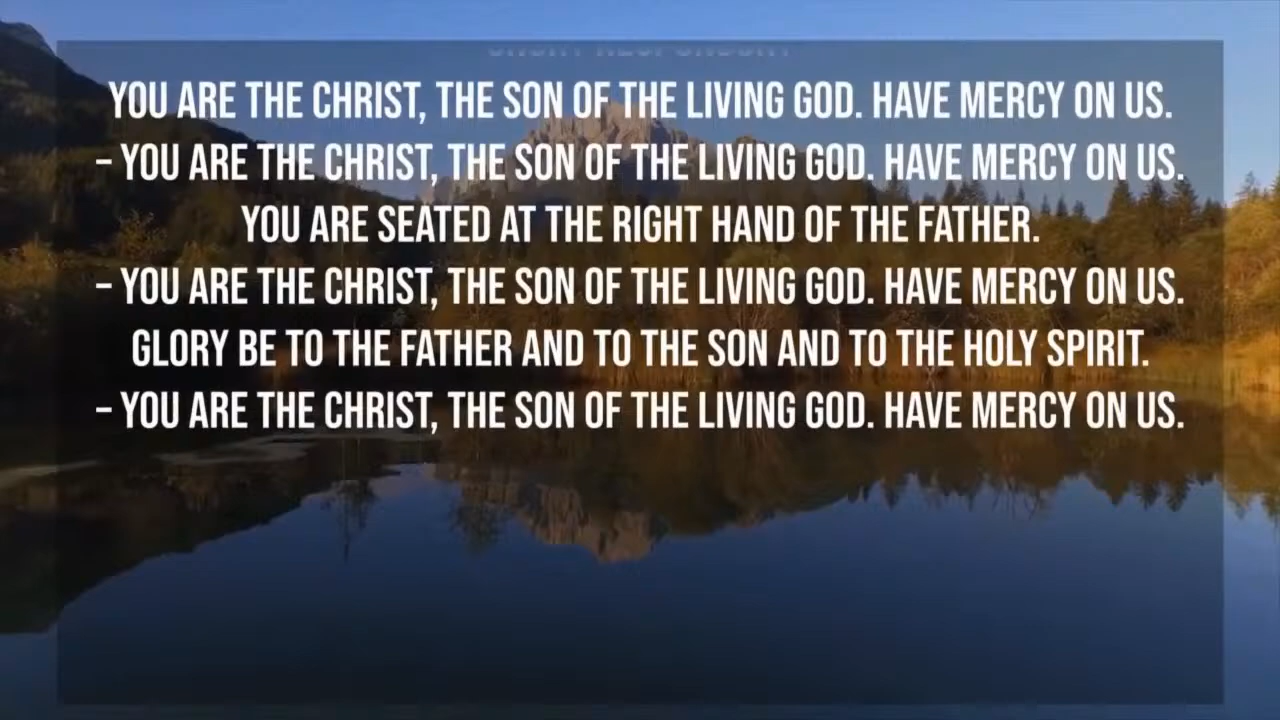 YOU ARE THE CHRIST, THE SON OF THE LIVING GOD. HAVE MERCY ON US.
– YOU ARE THE CHRIST, THE SON OF THE LIVING GOD. HAVE MERCY ON US.
YOU ARE SEATED AT THE RIGHT HAND OF THE FATHER.
– YOU ARE THE CHRIST, THE SON OF THE LIVING GOD. HAVE MERCY ON US.
GLORY BE TO THE FATHER AND TO THE SON AND TO THE HOLY SPIRIT.
– YOU ARE THE CHRIST, THE SON OF THE LIVING GOD. HAVE MERCY ON US.